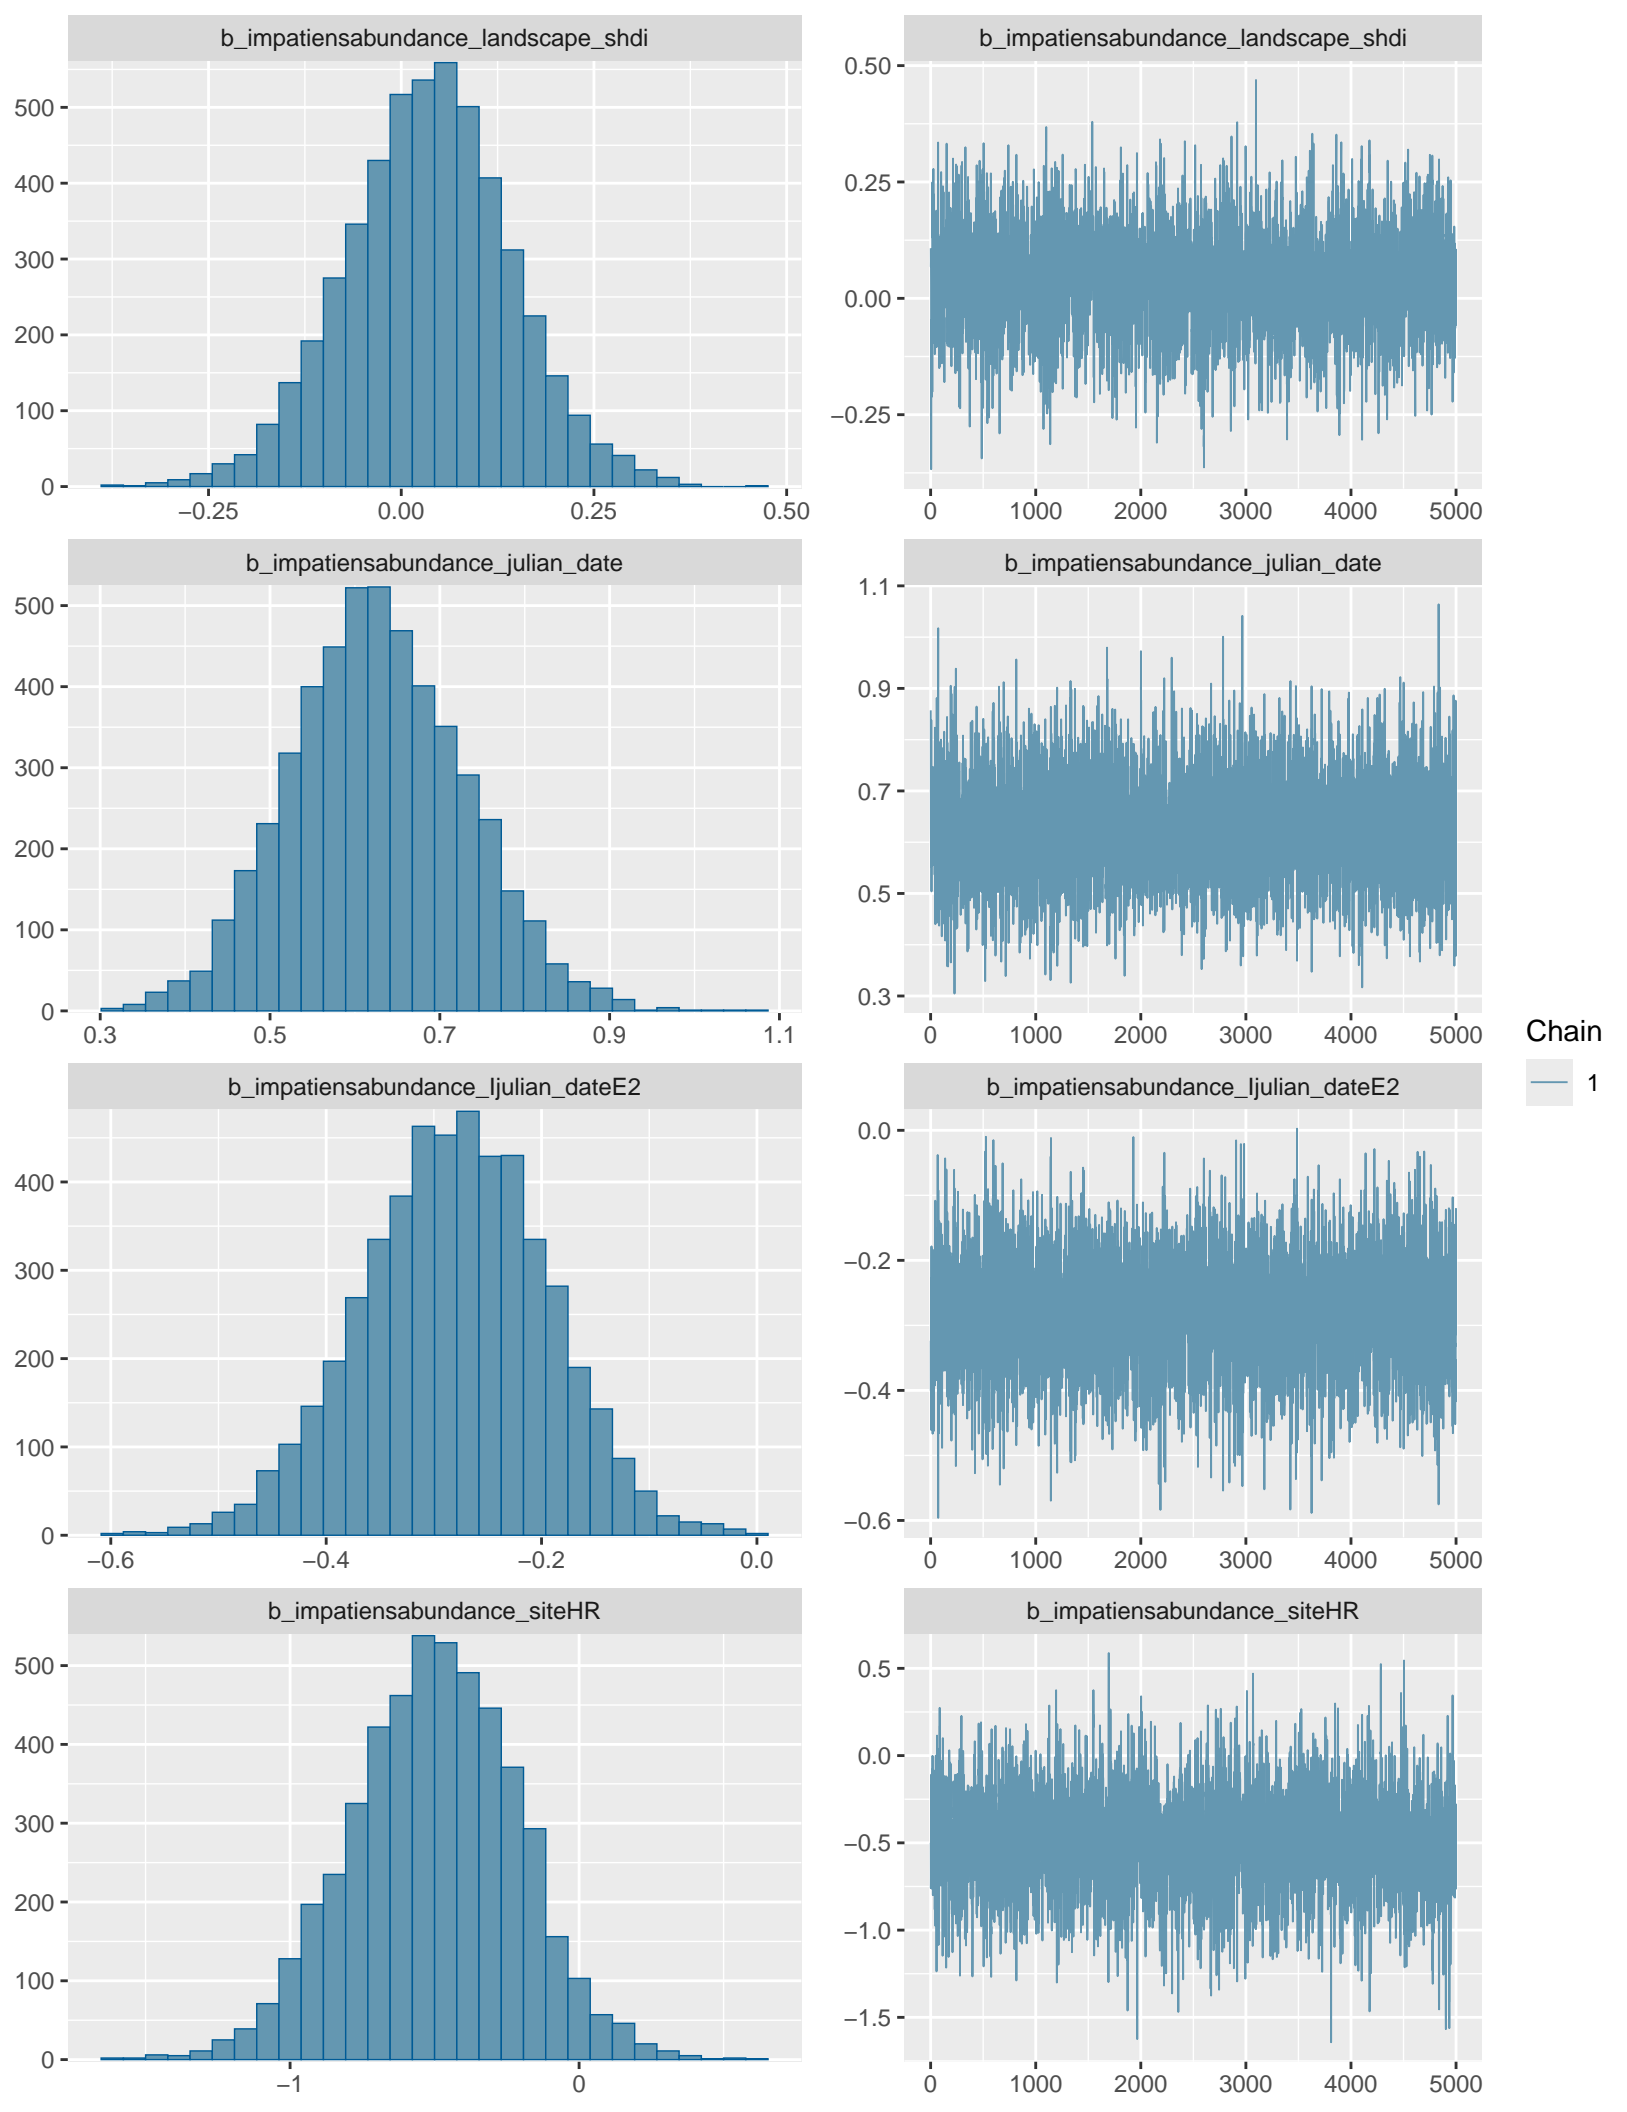 b_impatiensabundance_landscape_shdi
b_impatiensabundance_landscape_shdi
500
400
300
200
100
0
−0.25 0.00 0.25 0.50
0.50
0.25
0.00
−0.25
0 1000 2000 3000 4000 5000
b_impatiensabundance_julian_date
b_impatiensabundance_julian_date
500
400
300
200
100
0
0.3 0.5 0.7 0.9 1.1
1.1
0.9
0.7
0.5
0.3
0 1000 2000 3000 4000 5000
b_impatiensabundance_Ijulian_dateE2
b_impatiensabundance_Ijulian_dateE2
400
300
200
100
0
−0.6 −0.4 −0.2 0.0
0.0
−0.2
−0.4
−0.6
0 1000 2000 3000 4000 5000
b_impatiensabundance_siteHR
b_impatiensabundance_siteHR
500
400
300
200
100
0
−1 0
0.5
0.0
−0.5
−1.0
−1.5
0 1000 2000 3000 4000 5000
Chain
1